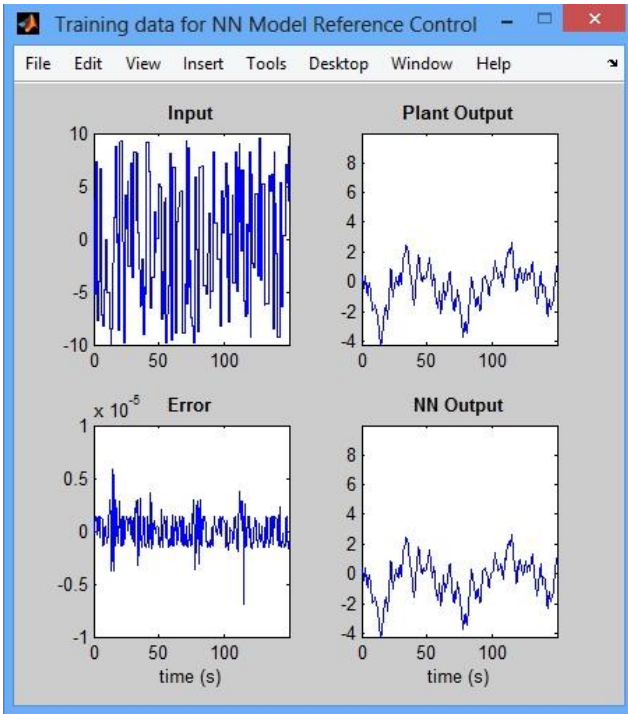 Training data for NN Model Reference Control
File Edit View Insert Tools Desktop Window Help
Input
10
5
0
-5
-10
0 50 100
Plant Output
8
6
4
2
0
-2
-4
0 50 100
Error
x 10^-5
1
0.5
0
-0.5
-1
0 50 100
time (s)
NN Output
8
6
4
2
0
-2
-4
0 50 100
time (s)